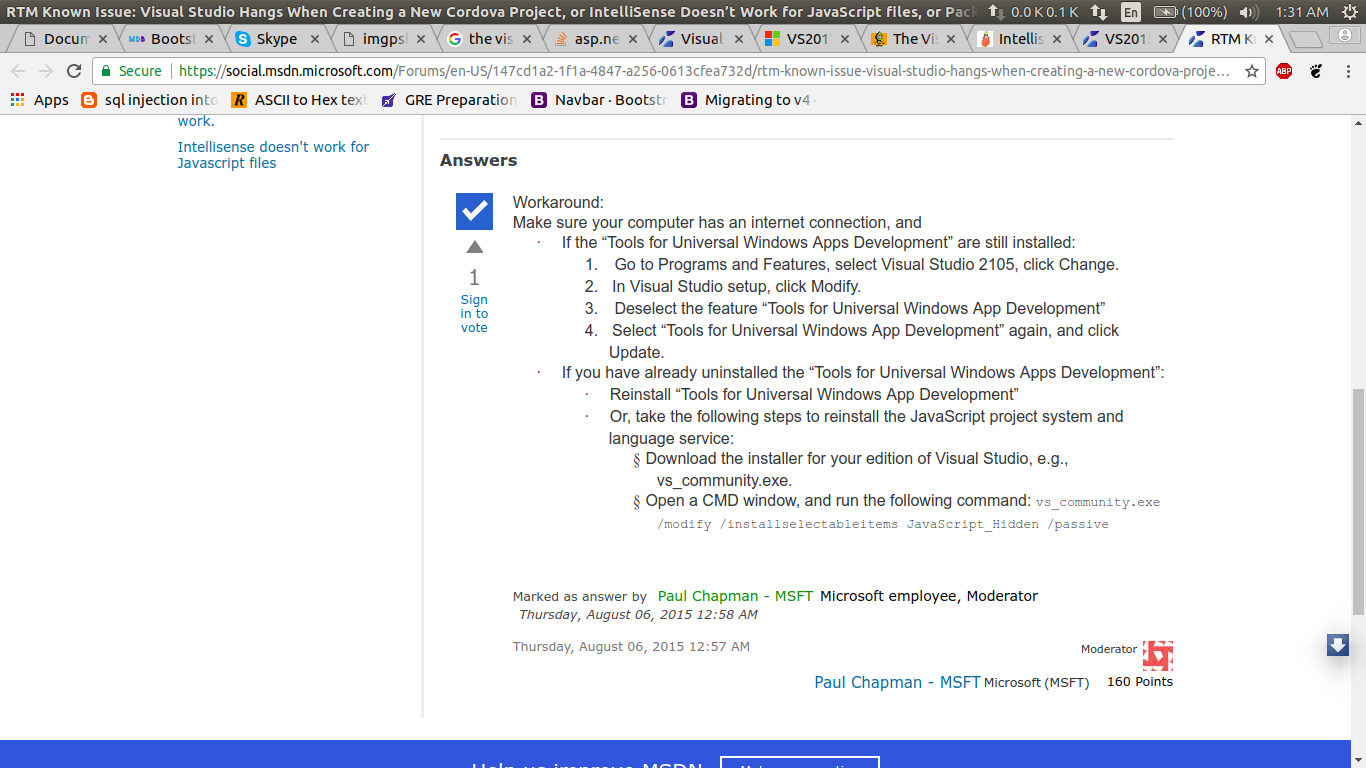 RTM Known Issue: Visual Studio Hangs When Creating a New Cordova Project, or IntelliSense Doesn’t Work for JavaScript files, or Pack
0.0 K 0.1 K En (100%) 1:31 AM
Docum Bootst Skype imgpsl the vis asp.ne Visual VS201 The Vis Intellis VS201 RTM K
Secure https://social.msdn.microsoft.com/Forums/en-US/147cd1a2-1f1a-4847-a256-0613cfea732d/rtm-known-issue-visual-studio-hangs-when-creating-a-new-cordova-proje... ABP
Apps sql injection into ASCII to Hex text GRE Preparation Navbar · Bootstr Migrating to v4 ·
work.
Intellisense doesn't work for
Javascript files
Answers
Workaround:
Make sure your computer has an internet connection, and
· If the “Tools for Universal Windows Apps Development” are still installed:
1. Go to Programs and Features, select Visual Studio 2105, click Change.
2. In Visual Studio setup, click Modify.
3. Deselect the feature “Tools for Universal Windows App Development”
4. Select “Tools for Universal Windows App Development” again, and click
Update.
· If you have already uninstalled the “Tools for Universal Windows Apps Development”:
· Reinstall “Tools for Universal Windows App Development”
· Or, take the following steps to reinstall the JavaScript project system and
language service:
§ Download the installer for your edition of Visual Studio, e.g.,
vs_community.exe.
§ Open a CMD window, and run the following command: vs_community.exe
/modify /installselectableitems JavaScript_Hidden /passive
1
Sign
in to
vote
Marked as answer by Paul Chapman - MSFT Microsoft employee, Moderator
Thursday, August 06, 2015 12:58 AM
Thursday, August 06, 2015 12:57 AM
Moderator
Paul Chapman - MSFT Microsoft (MSFT) 160 Points
Help us improve MSDN